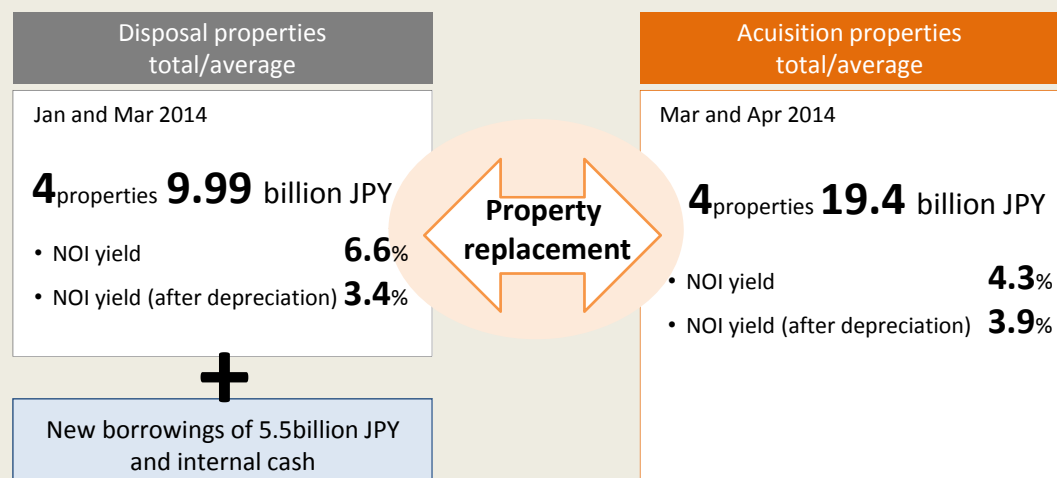 Disposal properties
total/average
Jan and Mar 2014
4properties 9.99 billion JPY
• NOI yield 6.6%
• NOI yield (after depreciation) 3.4%
+
New borrowings of 5.5billion JPY
and internal cash
Property
replacement
Acuisition properties
total/average
Mar and Apr 2014
4properties 19.4 billion JPY
• NOI yield 4.3%
• NOI yield (after depreciation) 3.9%